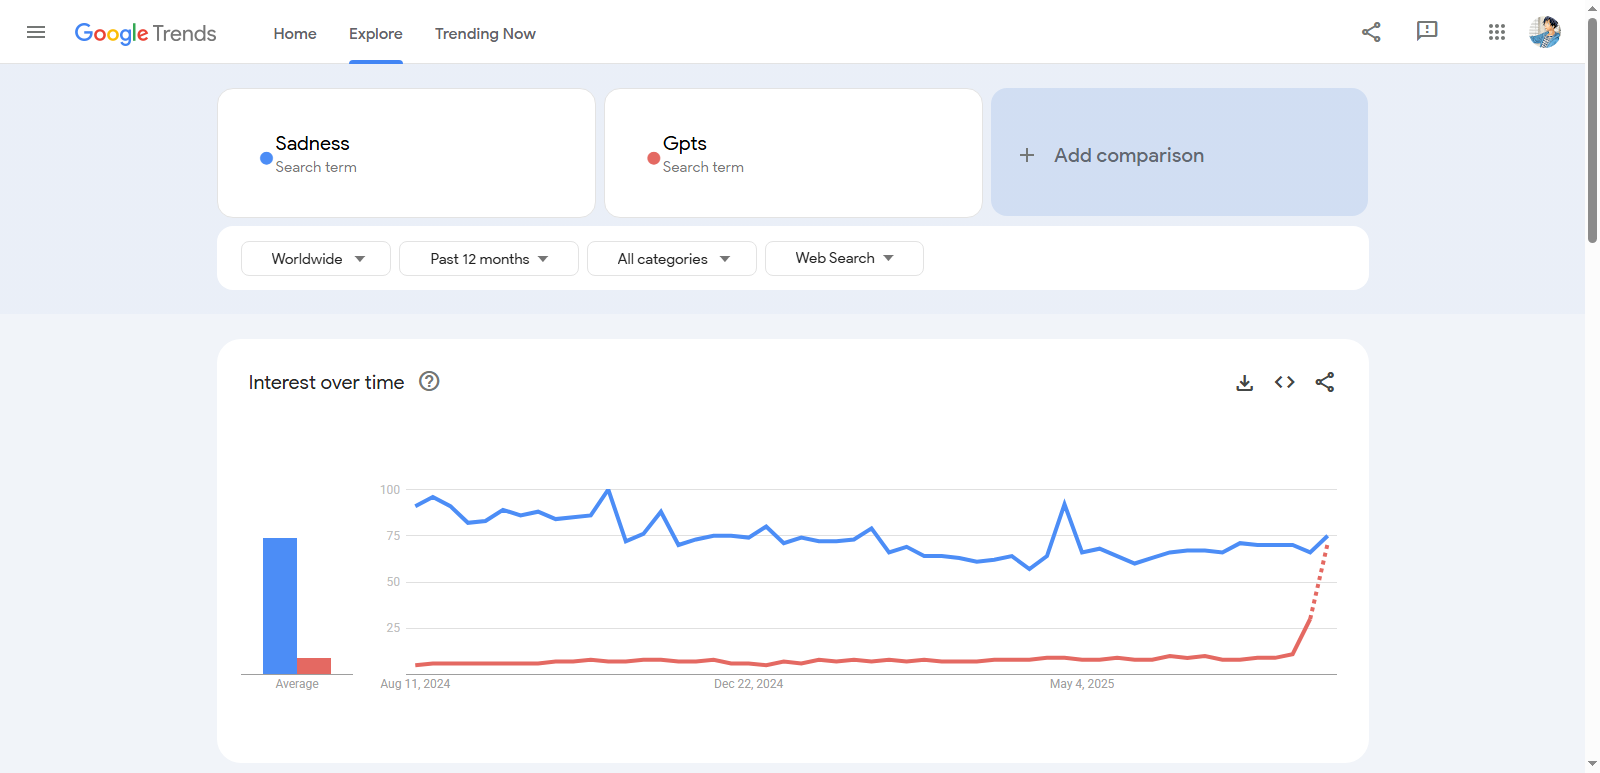 Google Trends Home Explore Trending Now
Sadness
Search term
Gpts
Search term
+ Add comparison
Worldwide Past 12 months All categories Web Search
Interest over time ?
100
75
50
25
Average
Aug 11, 2024 Dec 22, 2024 May 4, 2025